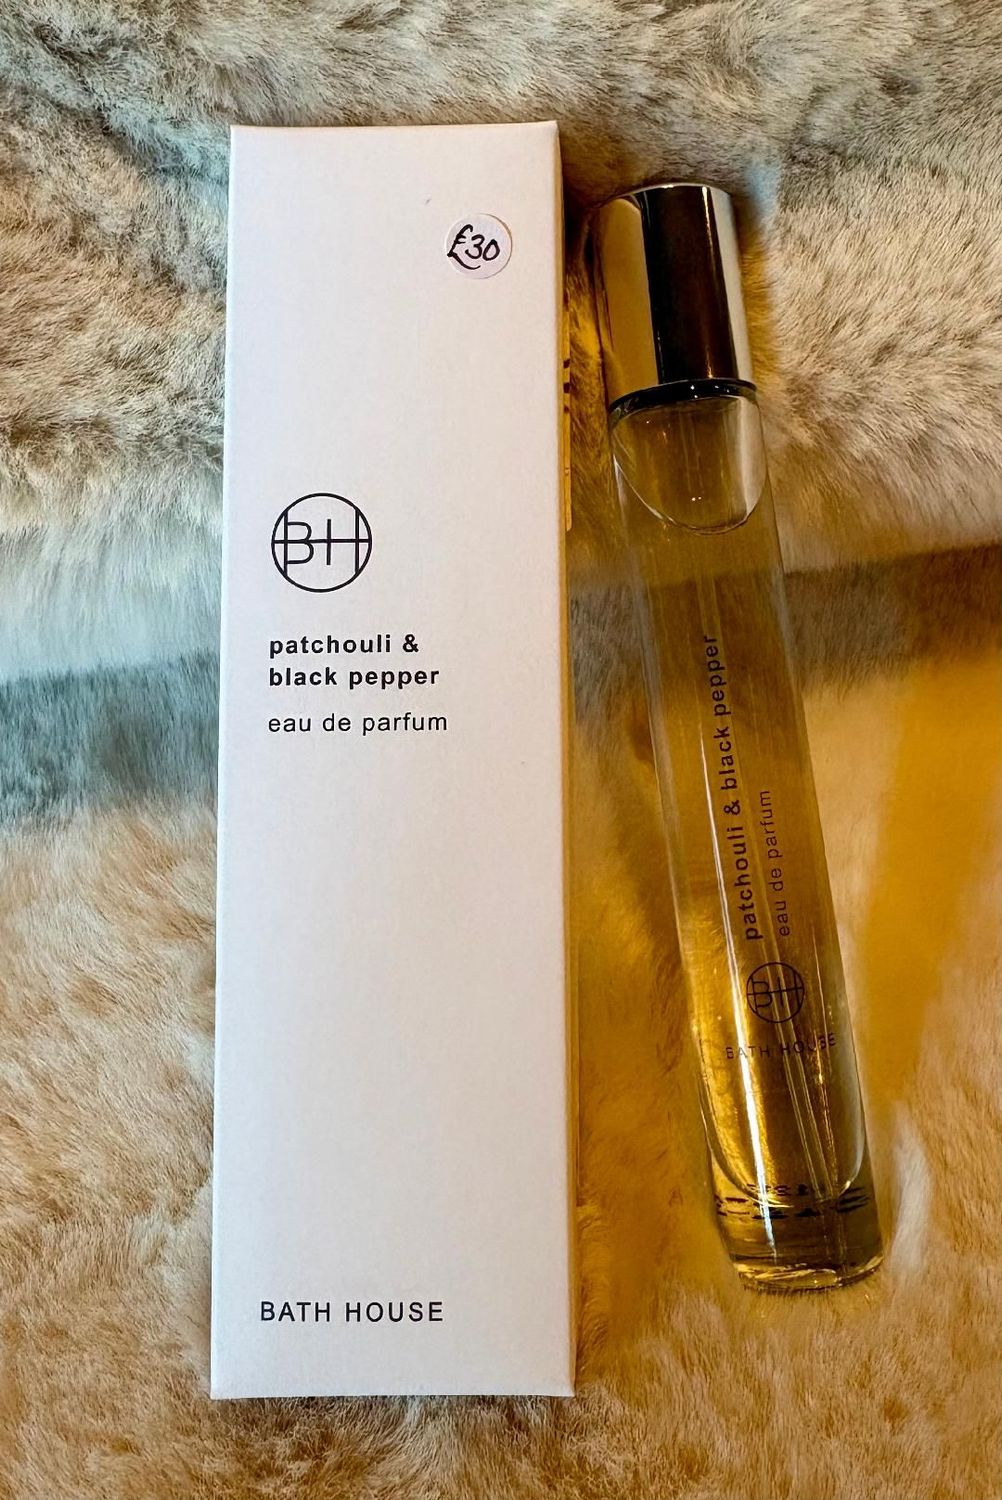 £30
BH
patchouli &
black pepper
eau de parfum
BATH HOUSE
patchouli & black pepper
eau de parfum
BH
BATH HOUSE